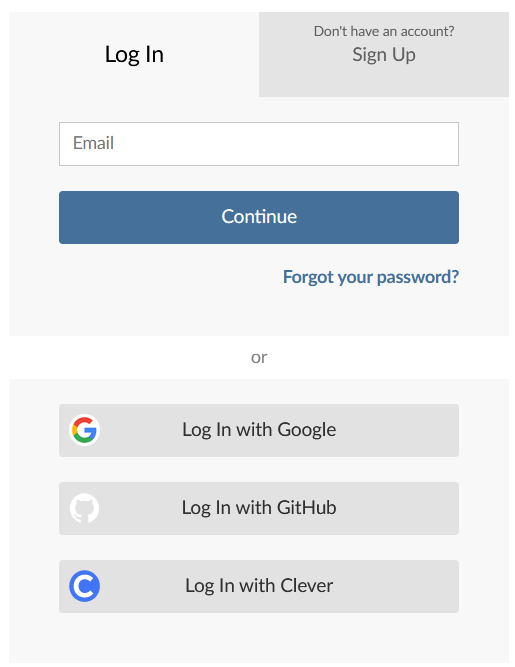 Log In
Don't have an account?
Sign Up
Email
Continue
Forgot your password?
or
Log In with Google
Log In with GitHub
Log In with Clever